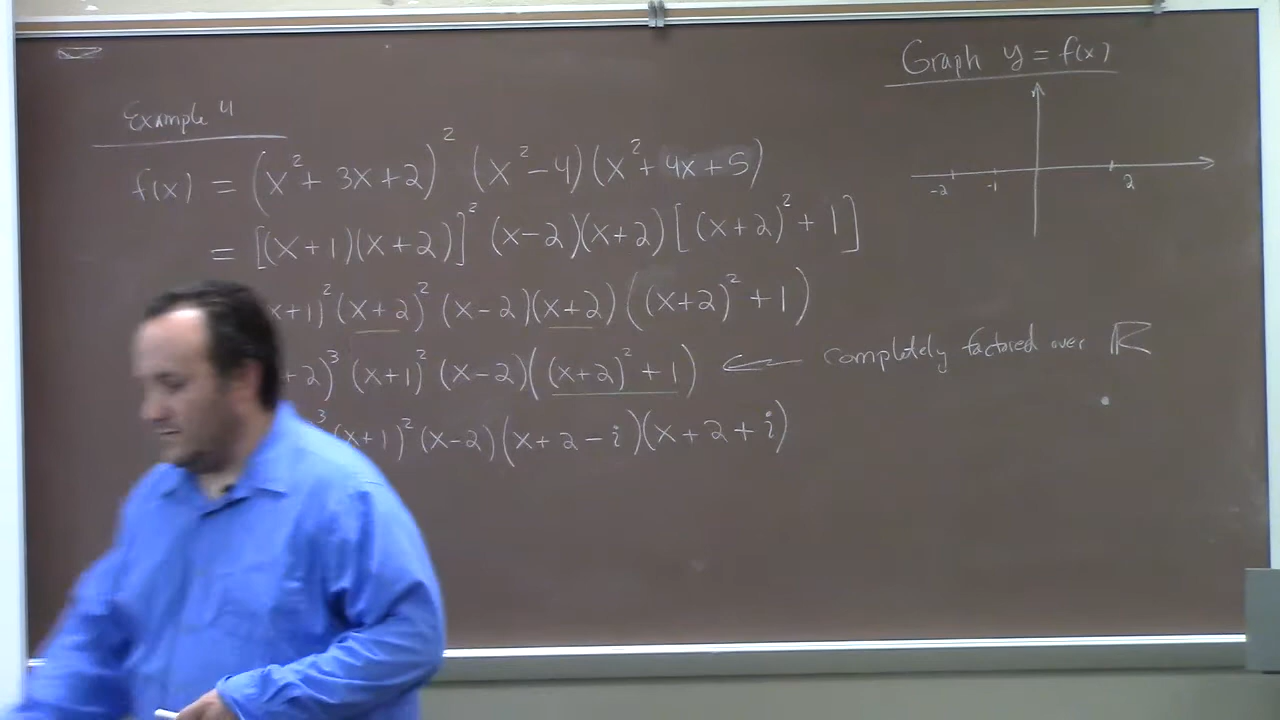 Example 4
f(x) = (x² + 3x + 2)² (x² - 4)(x² + 4x + 5)
= [(x + 1)(x + 2)]² (x - 2)(x + 2) [(x + 2)² + 1]
x + 1)² (x + 2)² (x - 2)(x + 2) ((x + 2)² + 1)
- 2)³ (x + 1)² (x - 2)((x + 2)² + 1) ← completely factored over ℝ
³ (x + 1)² (x - 2)(x + 2 - i)(x + 2 + i)
Graph y = f(x)
-2 -1 2